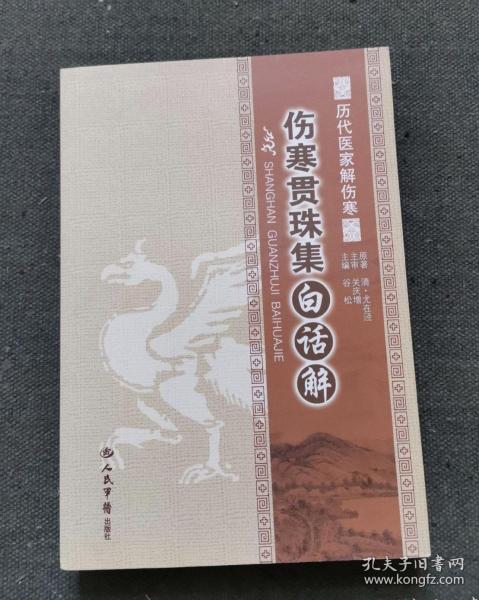 历代医家解伤寒
伤寒贯珠集白话解
SHANGHAN GUANZHUJI BAIHUAJIE
原著 清·尤在泾
主审 关庆增
主编 谷松
人民军医出版社
孔夫子旧书网
www.kongfz.com